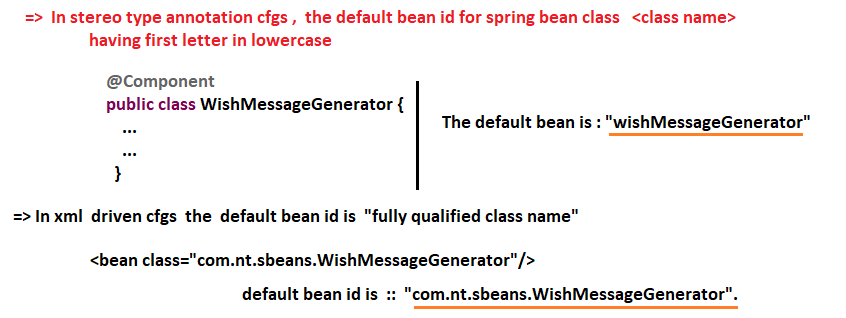 => In stereo type annotation cfgs , the default bean id for spring bean class <class name>
having first letter in lowercase
@Component
public class WishMessageGenerator {
...
...
}
The default bean is : "wishMessageGenerator"
=> In xml driven cfgs the default bean id is "fully qualified class name"
<bean class="com.nt.sbeans.WishMessageGenerator"/>
default bean id is :: "com.nt.sbeans.WishMessageGenerator".